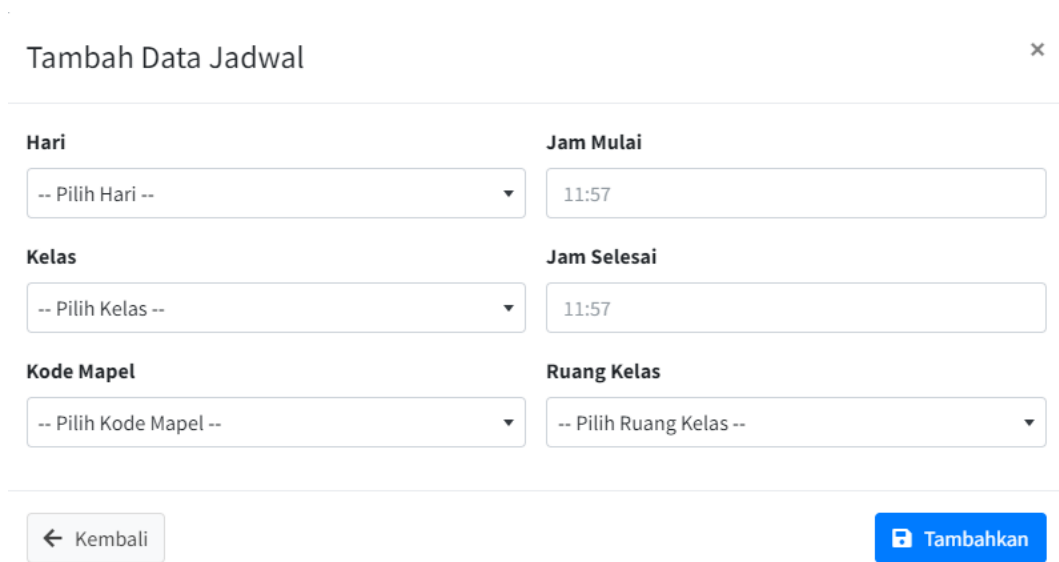 Tambah Data Jadwal ×
Hari
-- Pilih Hari --
Jam Mulai
11:57
Kelas
-- Pilih Kelas --
Jam Selesai
11:57
Kode Mapel
-- Pilih Kode Mapel --
Ruang Kelas
-- Pilih Ruang Kelas --
Kembali
Tambahkan